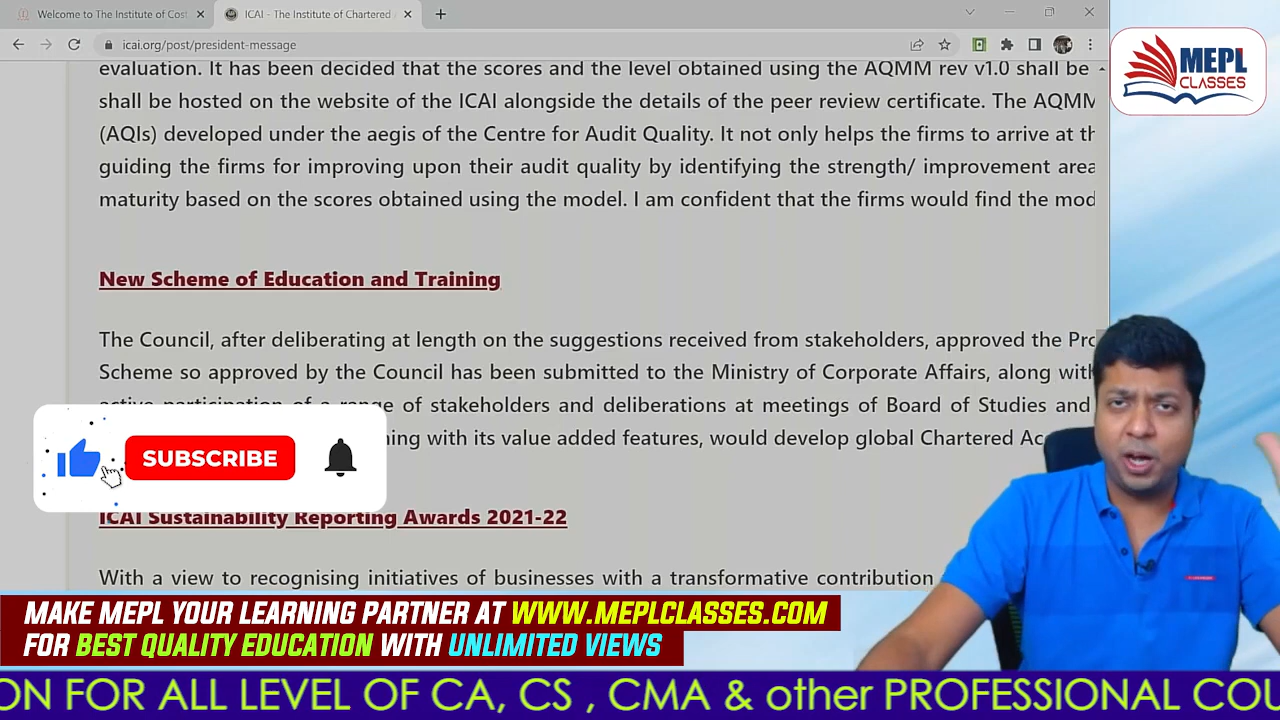 Welcome to The Institute of Cost
ICAI - The Institute of Chartered
icai.org/post/president-message
MEPL
CLASSES
evaluation. It has been decided that the scores and the level obtained using the AQMM rev v1.0 shall be
shall be hosted on the website of the ICAI alongside the details of the peer review certificate. The AQMM
(AQIs) developed under the aegis of the Centre for Audit Quality. It not only helps the firms to arrive at th
guiding the firms for improving upon their audit quality by identifying the strength/ improvement area
maturity based on the scores obtained using the model. I am confident that the firms would find the mod
New Scheme of Education and Training
The Council, after deliberating at length on the suggestions received from stakeholders, approved the Pro
Scheme so approved by the Council has been submitted to the Ministry of Corporate Affairs, along with
active participation of a range of stakeholders and deliberations at meetings of Board of Studies and
ning with its value added features, would develop global Chartered Ac
SUBSCRIBE
ICAI Sustainability Reporting Awards 2021-22
With a view to recognising initiatives of businesses with a transformative contribution
MAKE MEPL YOUR LEARNING PARTNER AT WWW.MEPLCLASSES.COM
FOR BEST QUALITY EDUCATION WITH UNLIMITED VIEWS
ON FOR ALL LEVEL OF CA, CS , CMA & other PROFESSIONAL COU